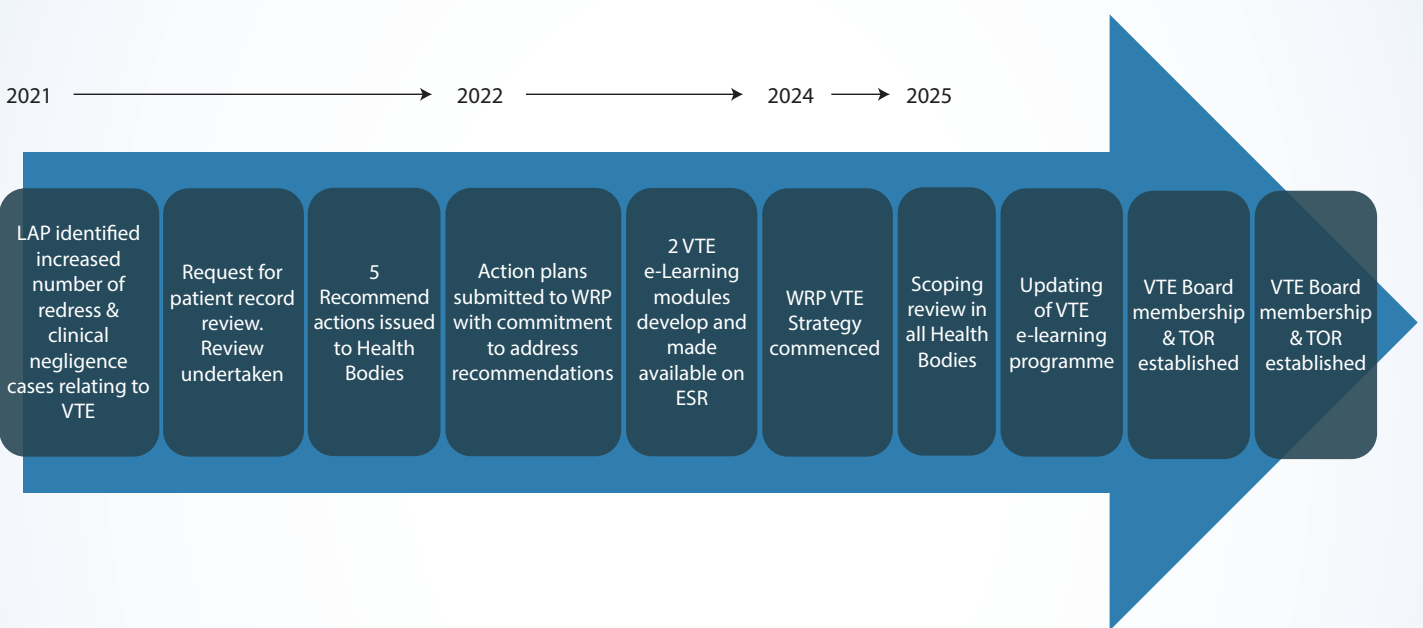 2021
2022
2024
2025
LAP identified
increased
number of
redress &
clinical
negligence
cases relating to
VTE
Request for
patient record
review.
Review
undertaken
5
Recommend
actions issued
to Health
Bodies
Action plans
submitted to WRP
with commitment
to address
recommendations
2 VTE
e-Learning
modules
develop and
made
available on
ESR
WRP VTE
Strategy
commenced
Scoping
review in
all Health
Bodies
Updating
of VTE
e-learning
programme
VTE Board
membership
& TOR
established
VTE Board
membership
& TOR
established